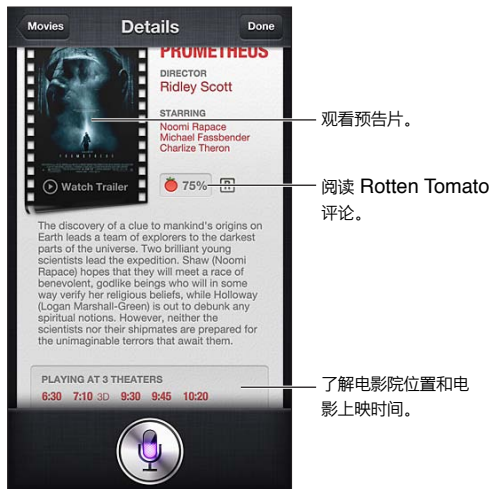 Movies
Details
Done
PROMETHEUS
DIRECTOR
Ridley Scott
STARRING
Noomi Rapace
Michael Fassbender
Charlize Theron
PROMETHEUS
Watch Trailer
75%
R
观看预告片。
阅读 Rotten Tomato
评论。
The discovery of a clue to mankind's origins on
Earth leads a team of explorers to the darkest
parts of the universe. Two brilliant young
scientists lead the expedition. Shaw (Noomi
Rapace) hopes that they will meet a race of
benevolent, godlike beings who will in some
way verify her religious beliefs, while Holloway
(Logan Marshall-Green) is out to debunk any
spiritual notions. However, neither the
scientists nor their shipmates are prepared for
the unimaginable terrors that await them.
PLAYING AT 3 THEATERS
6:30 7:10 3D 9:30 9:45 10:20
了解电影院位置和电
影上映时间。